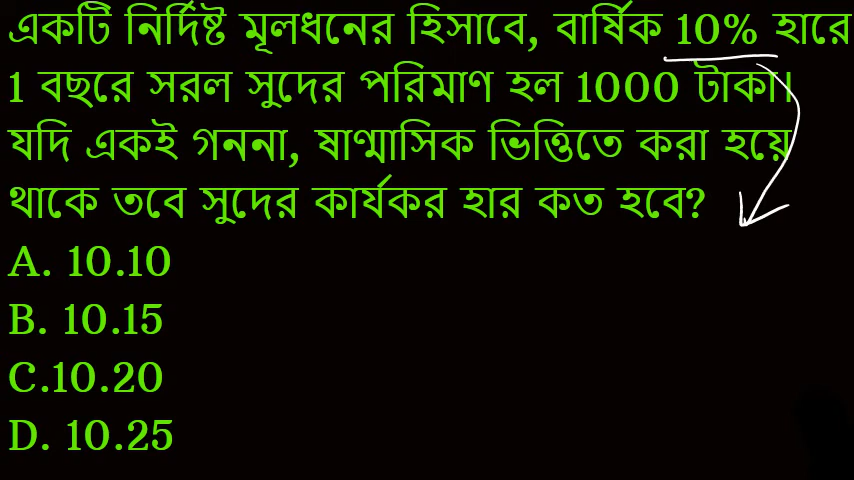 একটি নির্দিষ্ট মূলধনের হিসাবে, বার্ষিক 10% হারে
1 বছরে সরল সুদের পরিমাণ হল 1000 টাকা।
যদি একই গননা, ষাণ্মাসিক ভিত্তিতে করা হয়ে
থাকে তবে সুদের কার্যকর হার কত হবে?
A. 10.10
B. 10.15
C.10.20
D. 10.25